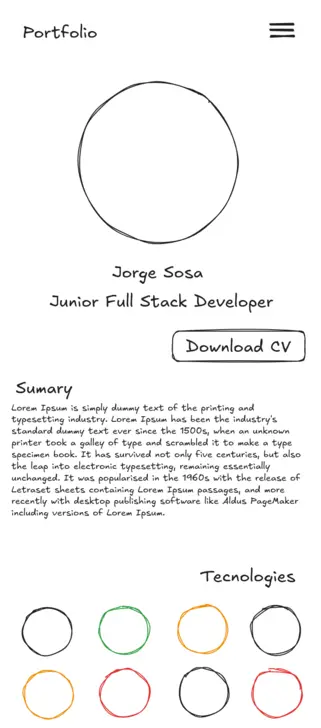 Portfolio
Jorge Sosa
Junior Full Stack Developer
Download CV
Sumary
Lorem Ipsum is simply dummy text of the printing and
typesetting industry. Lorem Ipsum has been the industry's
standard dummy text ever since the 1500s, when an unknown
printer took a galley of type and scrambled it to make a type
specimen book. It has survived not only five centuries, but also
the leap into electronic typesetting, remaining essentially
unchanged. It was popularised in the 1960s with the release of
Letraset sheets containing Lorem Ipsum passages, and more
recently with desktop publishing software like Aldus PageMaker
including versions of Lorem Ipsum.
Tecnologies